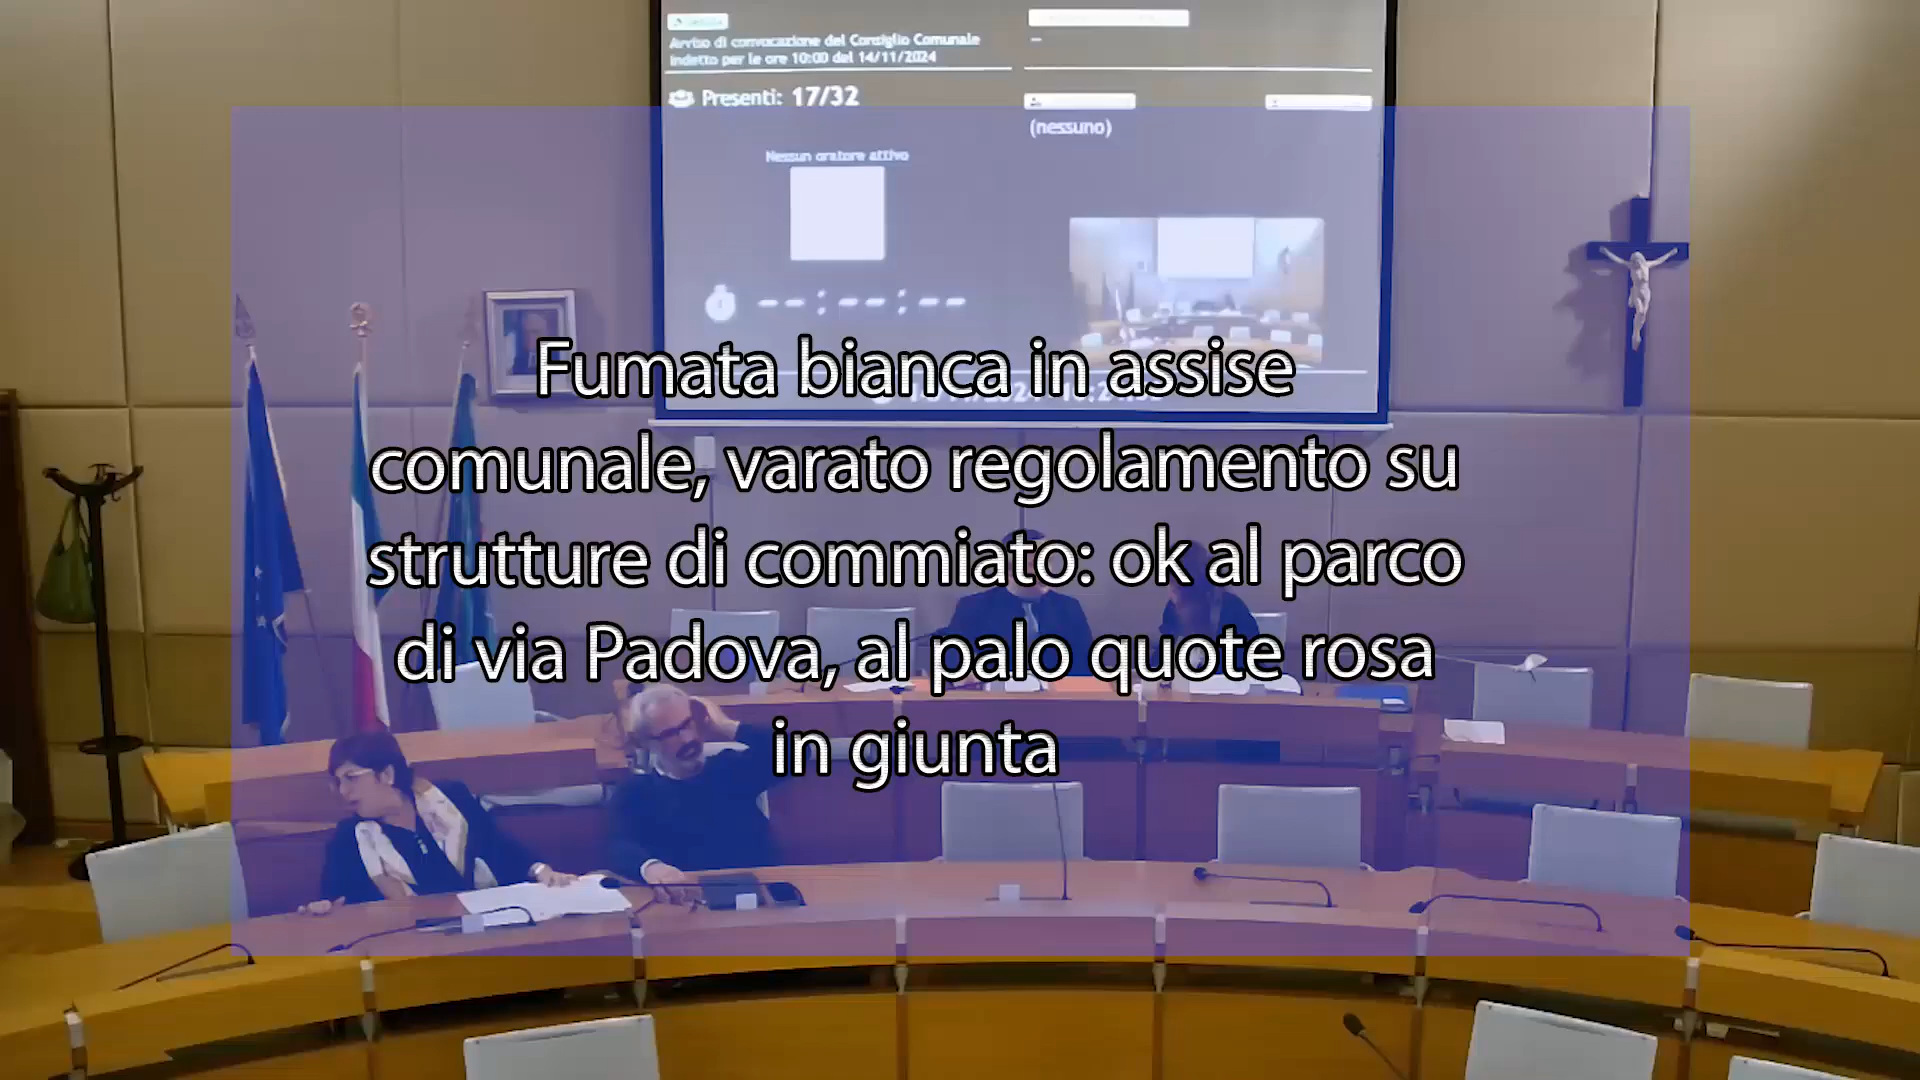 Avviso di convocazione del Consiglio Comunale
indetto per le ore 10:00 del 14/11/2024
Presenti: 17/32
(nessuno)
Nessun oratore attivo
Fumata bianca in assise
comunale, varato regolamento su
strutture di commiato: ok al parco
di via Padova, al palo quote rosa
in giunta